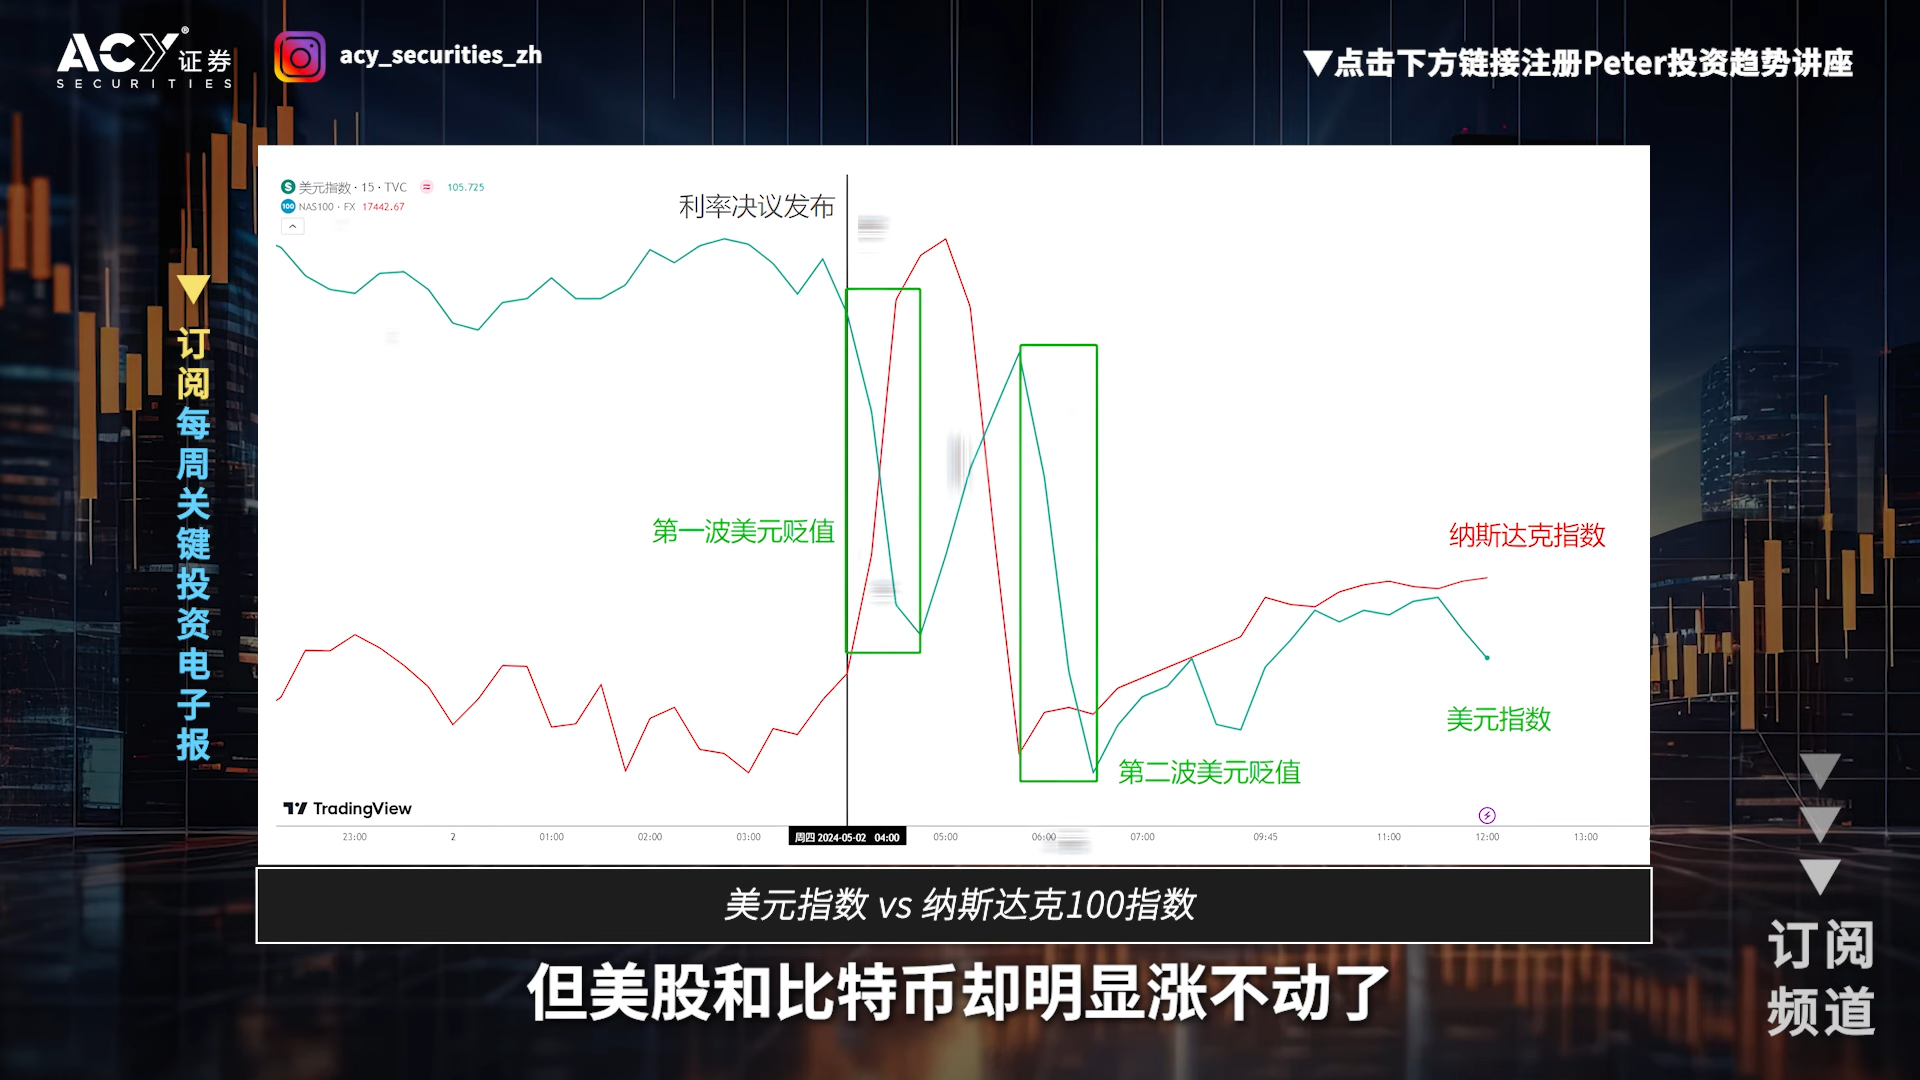 ACY® 证券
SECURITIES
acy_securities_zh
▼点击下方链接注册Peter投资趋势讲座
订阅每周关键投资电子报
美元指数 · 15 · TVC 105.725
NAS100 · FX 17442.67
利率决议发布
第一波美元贬值
纳斯达克指数
美元指数
第二波美元贬值
TradingView
23:00 2 01:00 02:00 03:00 周四 2024-05-02 04:00 05:00 06:00 07:00 09:45 11:00 12:00 13:00
美元指数 vs 纳斯达克100指数
但美股和比特币却明显涨不动了
订阅
频道